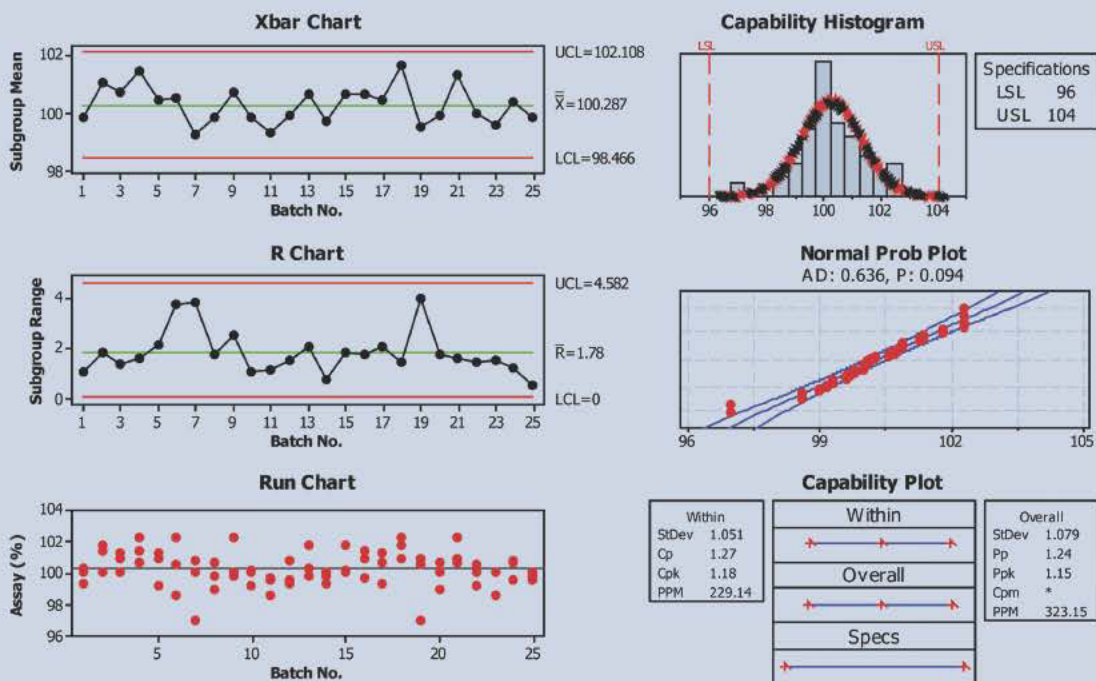 Xbar Chart
Subgroup Mean
102
100
98
UCL=102.108
X̿=100.287
LCL=98.466
1 3 5 7 9 11 13 15 17 19 21 23 25
Batch No.
Capability Histogram
LSL
USL
96 98 100 102 104
Specifications
LSL 96
USL 104
R Chart
Subgroup Range
4
2
0
UCL=4.582
R̅=1.78
LCL=0
1 3 5 7 9 11 13 15 17 19 21 23 25
Batch No.
Normal Prob Plot
AD: 0.636, P: 0.094
96 99 102 105
Run Chart
Assay (%)
104
102
100
98
96
5 10 15 20 25
Batch No.
Capability Plot
Within
StDev 1.051
Cp 1.27
Cpk 1.18
PPM 229.14
Within
Overall
Specs
Overall
StDev 1.079
Pp 1.24
Ppk 1.15
Cpm *
PPM 323.15